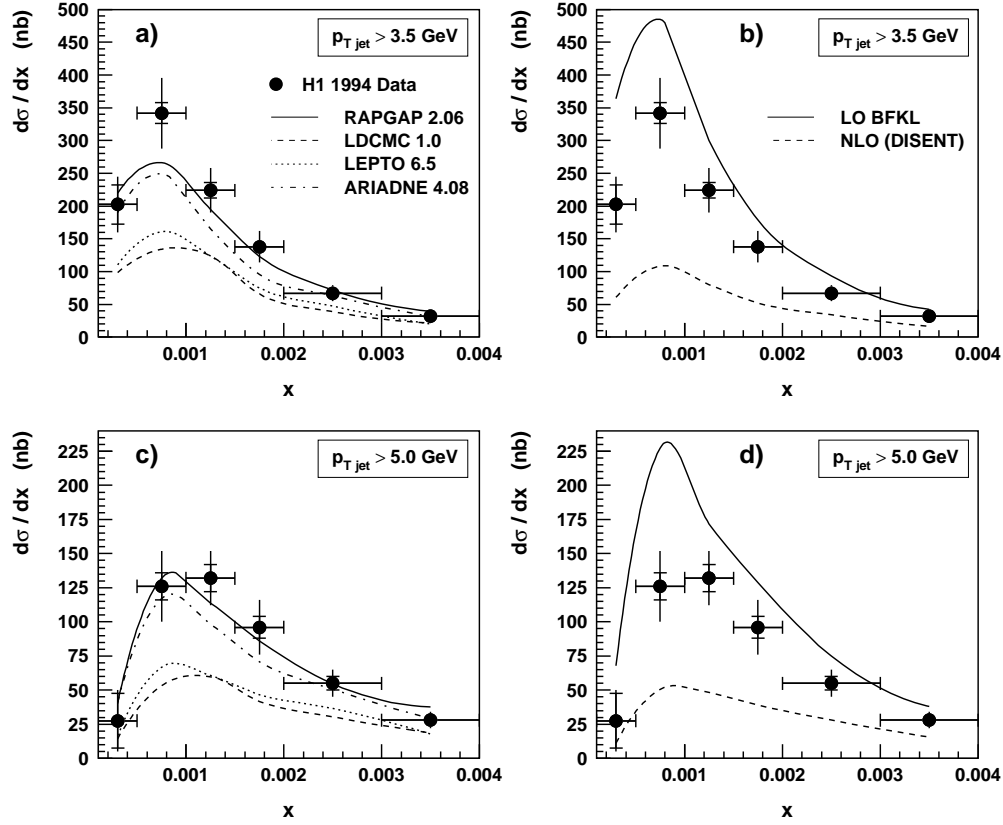 dσ / dx (nb)
500
450
400
350
300
250
200
150
100
50
0
a)
p_T jet > 3.5 GeV
H1 1994 Data
RAPGAP 2.06
LDCMC 1.0
LEPTO 6.5
ARIADNE 4.08
0.001 0.002 0.003 0.004
x
dσ / dx (nb)
500
450
400
350
300
250
200
150
100
50
0
b)
p_T jet > 3.5 GeV
LO BFKL
NLO (DISENT)
0.001 0.002 0.003 0.004
x
dσ / dx (nb)
225
200
175
150
125
100
75
50
25
0
c)
p_T jet > 5.0 GeV
0.001 0.002 0.003 0.004
x
dσ / dx (nb)
225
200
175
150
125
100
75
50
25
0
d)
p_T jet > 5.0 GeV
0.001 0.002 0.003 0.004
x